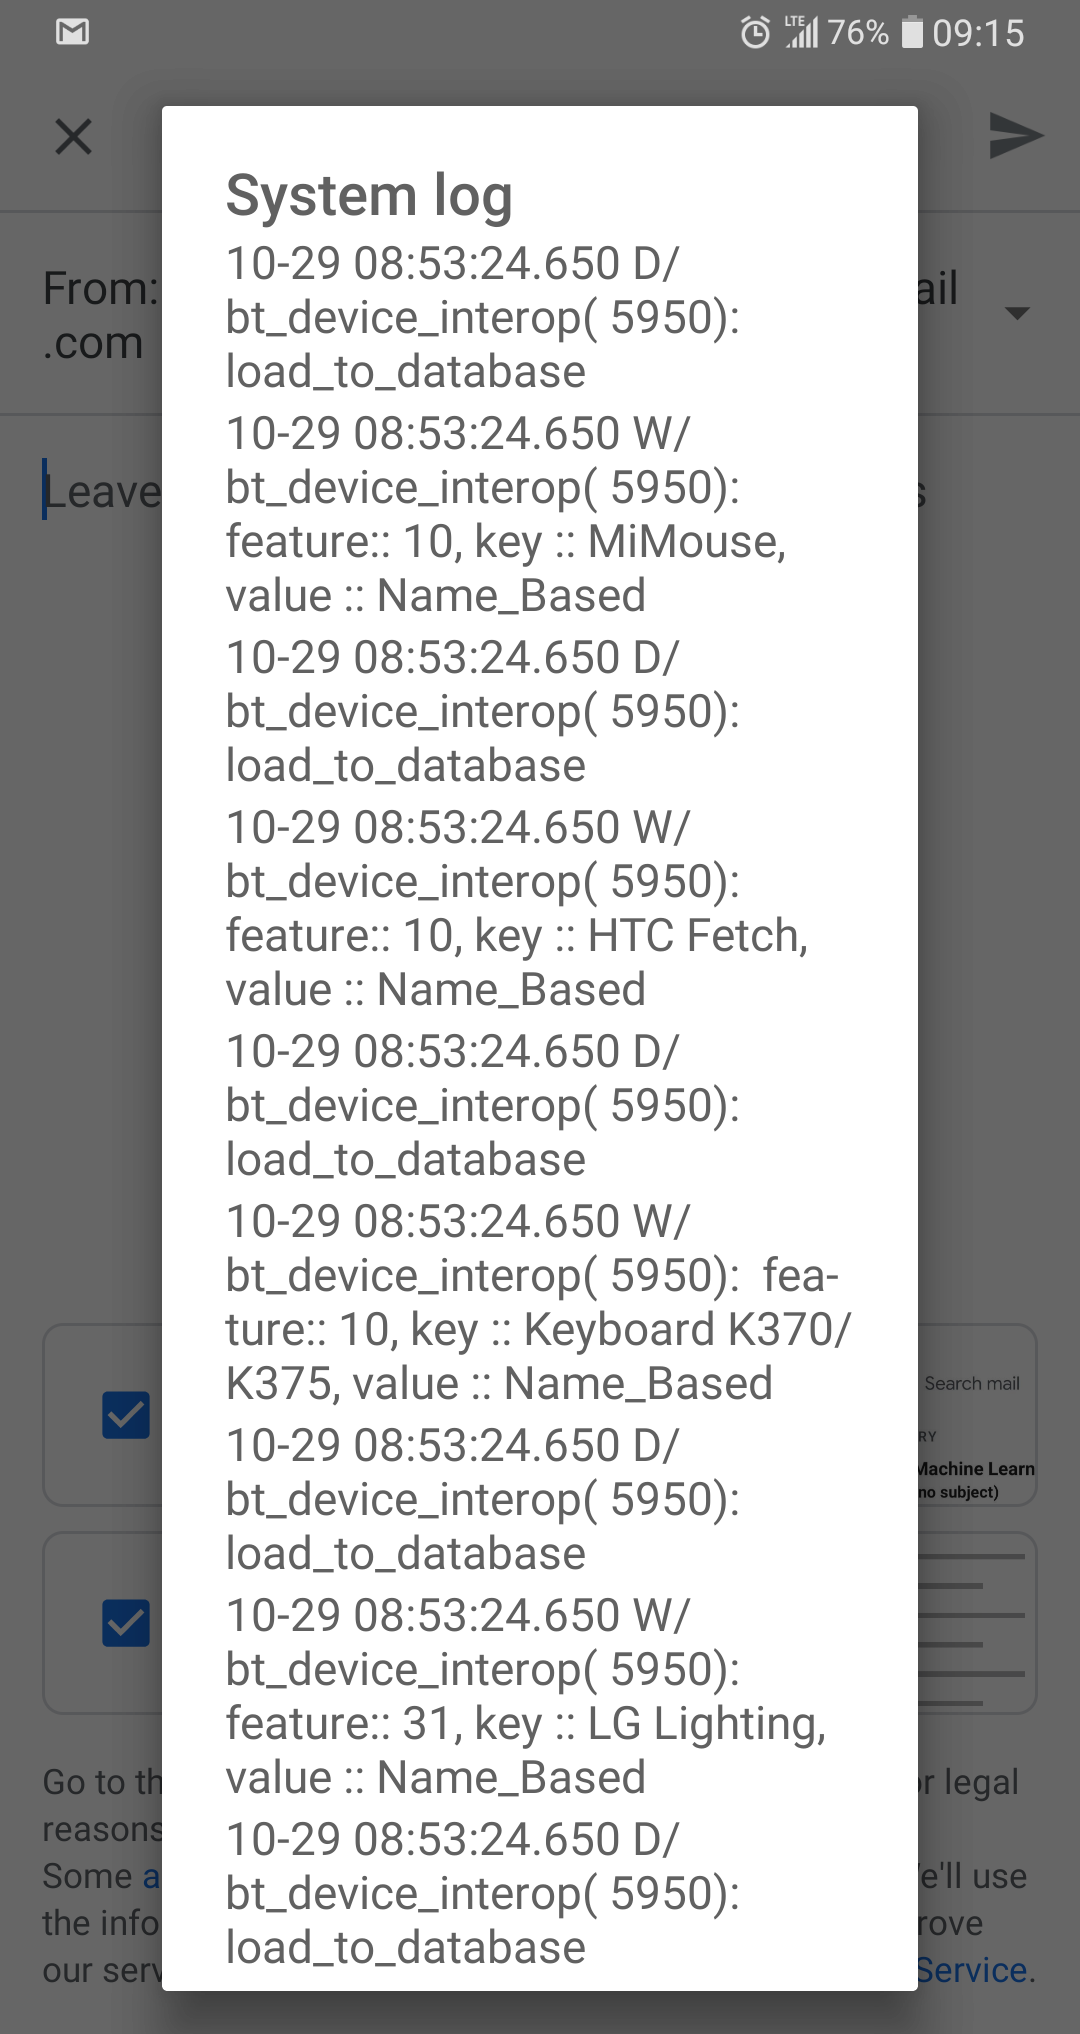 LTE 76% 09:15
System log
10-29 08:53:24.650 D/
bt_device_interop( 5950):
load_to_database
10-29 08:53:24.650 W/
bt_device_interop( 5950):
feature:: 10, key :: MiMouse,
value :: Name_Based
10-29 08:53:24.650 D/
bt_device_interop( 5950):
load_to_database
10-29 08:53:24.650 W/
bt_device_interop( 5950):
feature:: 10, key :: HTC Fetch,
value :: Name_Based
10-29 08:53:24.650 D/
bt_device_interop( 5950):
load_to_database
10-29 08:53:24.650 W/
bt_device_interop( 5950):  fea-
ture:: 10, key :: Keyboard K370/
K375, value :: Name_Based
10-29 08:53:24.650 D/
bt_device_interop( 5950):
load_to_database
10-29 08:53:24.650 W/
bt_device_interop( 5950):
feature:: 31, key :: LG Lighting,
value :: Name_Based
10-29 08:53:24.650 D/
bt_device_interop( 5950):
load_to_database
From:
.com
Leave
Search mail
Machine Learn
no subject)
Go to or legal
reasons
Some We'll use
the info
our Service.